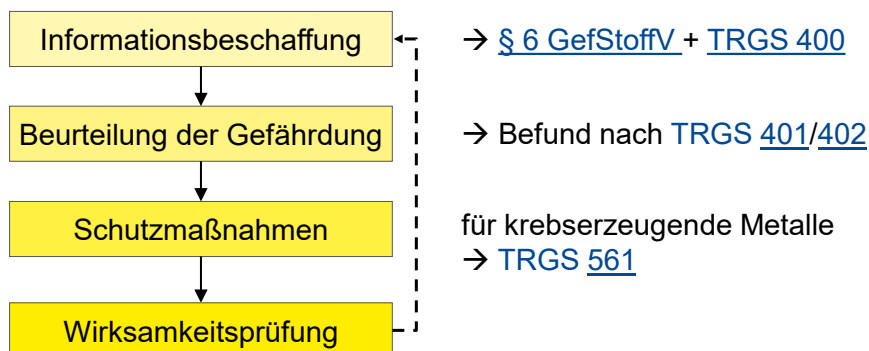 Informationsbeschaffung → § 6 GefStoffV + TRGS 400
Beurteilung der Gefährdung → Befund nach TRGS 401/402
Schutzmaßnahmen
für krebserzeugende Metalle
→ TRGS 561
Wirksamkeitsprüfung